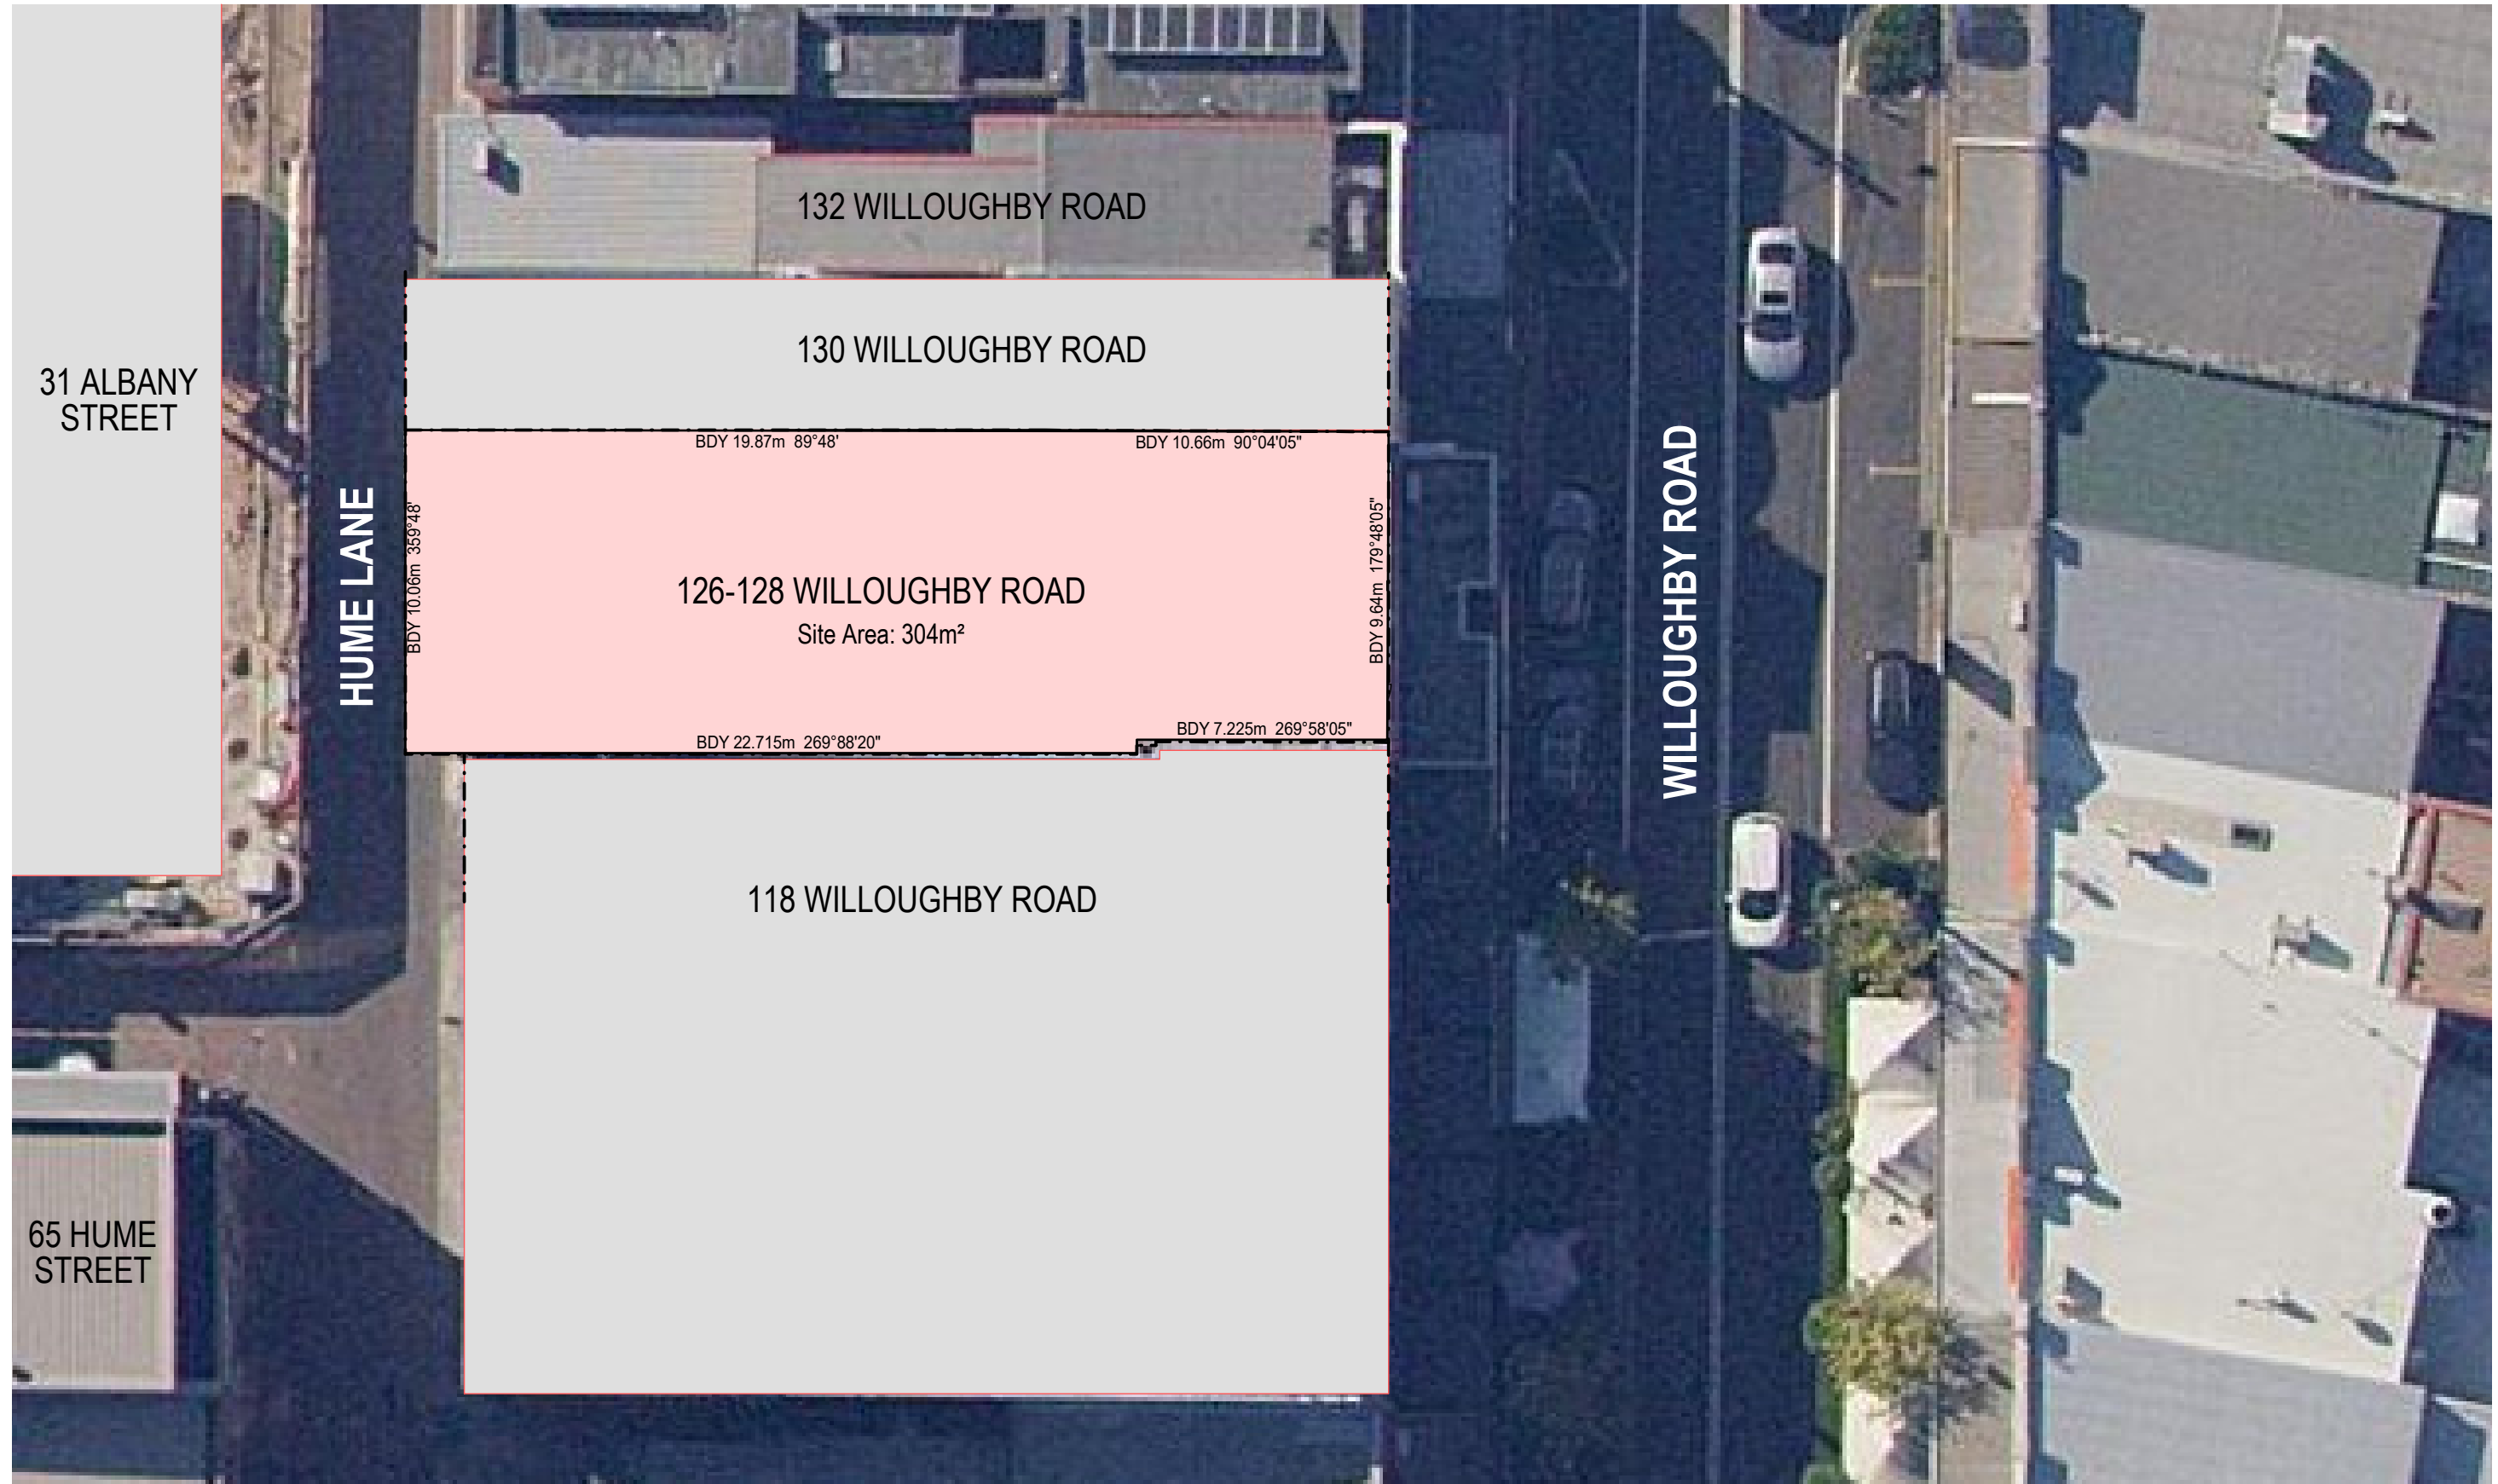 132 WILLOUGHBY ROAD
130 WILLOUGHBY ROAD
31 ALBANY
STREET
BDY 19.87m 89°48'
BDY 10.66m 90°04'05"
HUME LANE
BDY 10.06m 359°48'
126-128 WILLOUGHBY ROAD
Site Area: 304m²
BDY 9.64m 179°48'05"
WILLOUGHBY ROAD
BDY 22.715m 269°88'20"
BDY 7.225m 269°58'05"
118 WILLOUGHBY ROAD
65 HUME
STREET